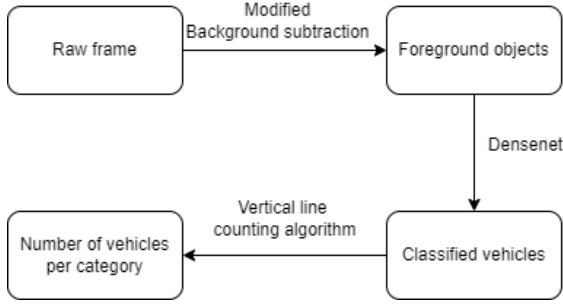 Raw frame
Modified
Background subtraction
Foreground objects
Densenet
Classified vehicles
Vertical line
counting algorithm
Number of vehicles
per category